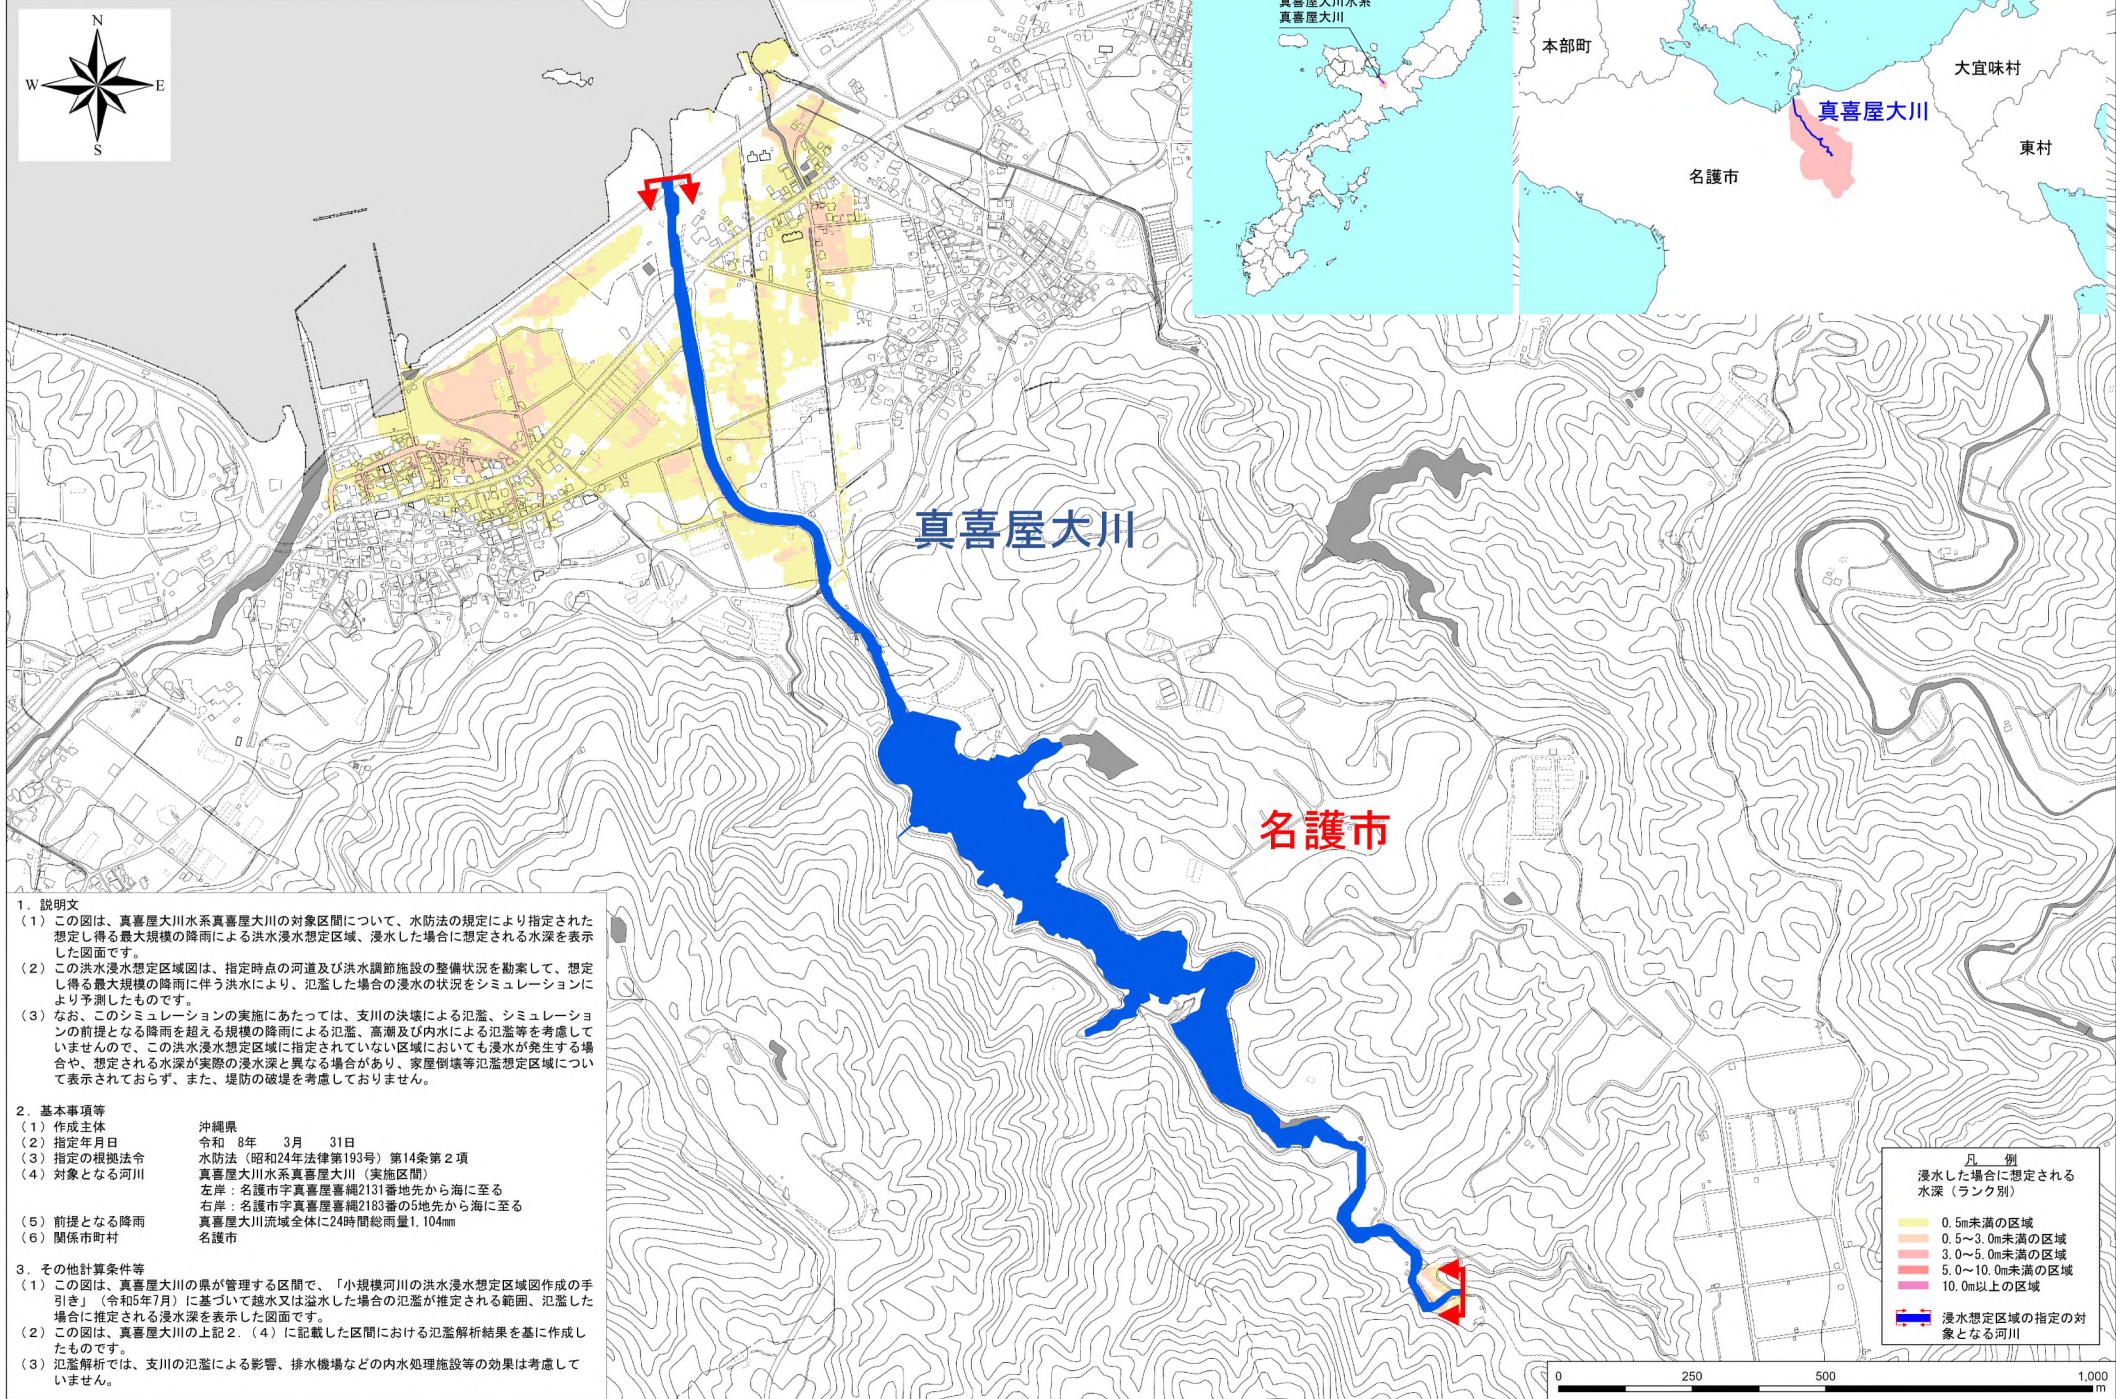 N
W
E
S
真喜屋大川水系
真喜屋大川
本部町
大宜味村
真喜屋大川
東村
名護市
真喜屋大川
名護市
1．説明文
（1）この図は、真喜屋大川水系真喜屋大川の対象区間について、水防法の規定により指定された
想定し得る最大規模の降雨による洪水浸水想定区域、浸水した場合に想定される水深を表示
した図面です。
（2）この洪水浸水想定区域図は、指定時点の河道及び洪水調節施設の整備状況を勘案して、想定
し得る最大規模の降雨に伴う洪水により、氾濫した場合の浸水の状況をシミュレーションに
より予測したものです。
（3）なお、このシミュレーションの実施にあたっては、支川の決壊による氾濫、シミュレーショ
ンの前提となる降雨を超える規模の降雨による氾濫、高潮及び内水による氾濫等を考慮して
いませんので、この洪水浸水想定区域に指定されていない区域においても浸水が発生する場
合や、想定される水深が実際の浸水深と異なる場合があり、家屋倒壊等氾濫想定区域につい
て表示されておらず、また、堤防の破堤を考慮しておりません。
2．基本事項等
（1）作成主体 沖縄県
（2）指定年月日 令和 8年 3月 31日
（3）指定の根拠法令 水防法（昭和24年法律第193号）第14条第２項
（4）対象となる河川 真喜屋大川水系真喜屋大川（実施区間）
左岸：名護市字真喜屋喜縄2131番地先から海に至る
右岸：名護市字真喜屋喜縄2183番の5地先から海に至る
（5）前提となる降雨 真喜屋大川流域全体に24時間総雨量1,104mm
（6）関係市町村 名護市
3．その他計算条件等
（1）この図は、真喜屋大川の県が管理する区間で、「小規模河川の洪水浸水想定区域図作成の手
引き」（令和5年7月）に基づいて越水又は溢水した場合の氾濫が推定される範囲、氾濫した
場合に推定される浸水深を表示した図面です。
（2）この図は、真喜屋大川の上記２．（4）に記載した区間における氾濫解析結果を基に作成し
たものです。
（3）氾濫解析では、支川の氾濫による影響、排水機場などの内水処理施設等の効果は考慮して
いません。
凡 例
浸水した場合に想定される
水深（ランク別）
0.5m未満の区域
0.5～3.0m未満の区域
3.0～5.0m未満の区域
5.0～10.0m未満の区域
10.0m以上の区域
浸水想定区域の指定の対
象となる河川
0 250 500 1,000
m